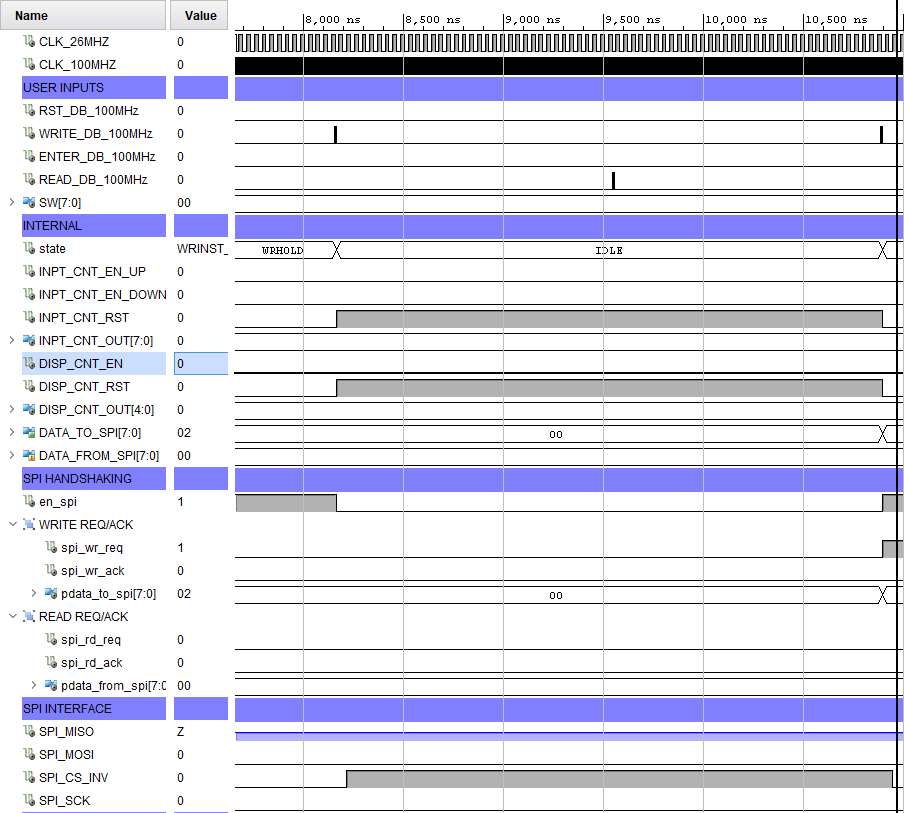 Name Value 8,000 ns 8,500 ns 9,000 ns 9,500 ns 10,000 ns 10,500 ns
CLK_26MHZ 0
CLK_100MHZ 0
USER INPUTS
RST_DB_100MHz 0
WRITE_DB_100MHz 0
ENTER_DB_100MHz 0
READ_DB_100MHz 0
SW[7:0] 00
INTERNAL
state WRINST_ WRHOLD IDLE
INPT_CNT_EN_UP 0
INPT_CNT_EN_DOWN 0
INPT_CNT_RST 0
INPT_CNT_OUT[7:0] 0
DISP_CNT_EN 0
DISP_CNT_RST 0
DISP_CNT_OUT[4:0] 0
DATA_TO_SPI[7:0] 02 00
DATA_FROM_SPI[7:0] 00
SPI HANDSHAKING
en_spi 1
WRITE REQ/ACK
spi_wr_req 1
spi_wr_ack 0
pdata_to_spi[7:0] 02 00
READ REQ/ACK
spi_rd_req 0
spi_rd_ack 0
pdata_from_spi[7:0 00
SPI INTERFACE
SPI_MISO Z
SPI_MOSI 0
SPI_CS_INV 0
SPI_SCK 0